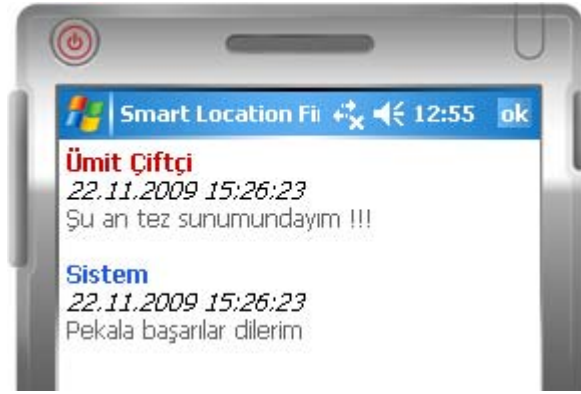 Smart Location Fi
12:55
ok
Ümit Çiftçi
22.11.2009 15:26:23
Şu an tez sunumundayım !!!
Sistem
22.11.2009 15:26:23
Pekala başarılar dilerim